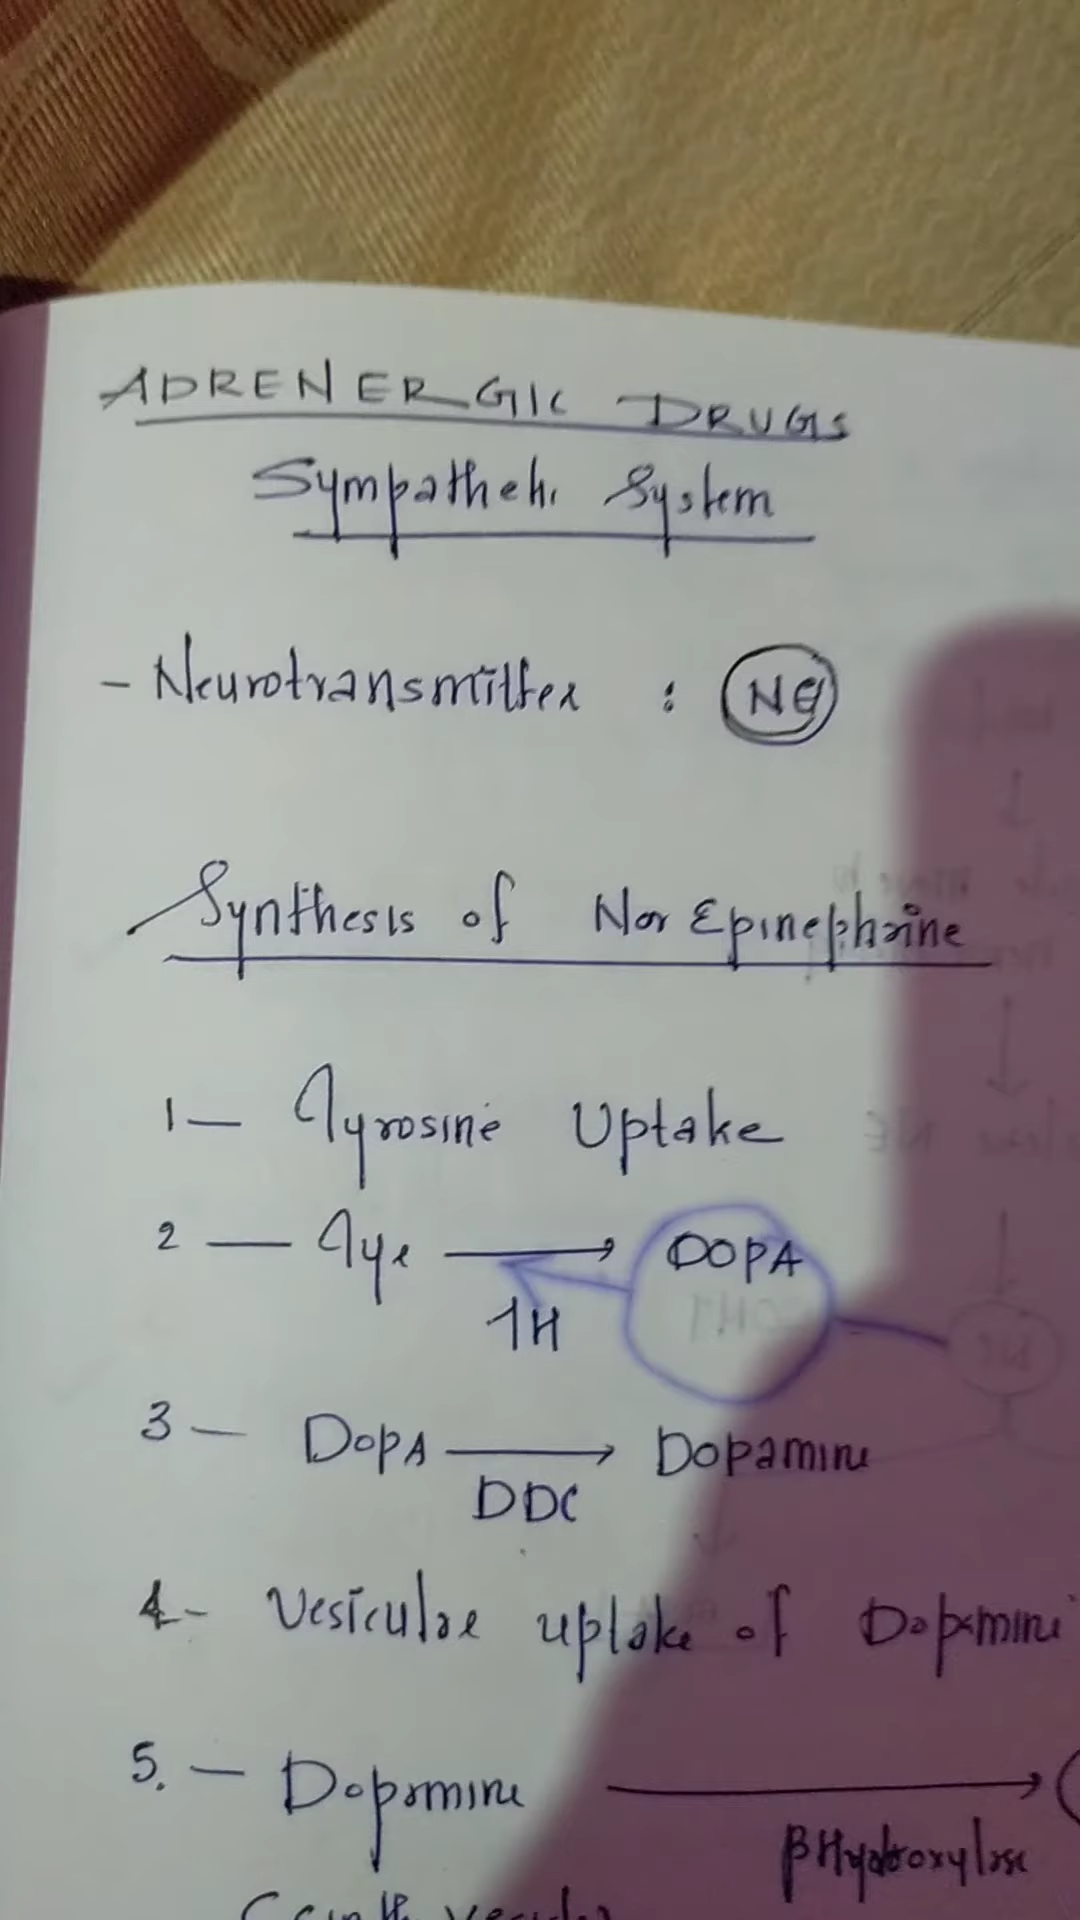 ADRENERGIC DRUGS
Sympathetic System
- Neurotransmitter : NE
Synthesis of Nor Epinephrine
1 - Tyrosine Uptake
2 - Tyr → DOPA
TH
3 - DOPA → Dopamine
DDC
4 - Vesicular uptake of Dopamine
5. - Dopamine →
β Hydroxylase